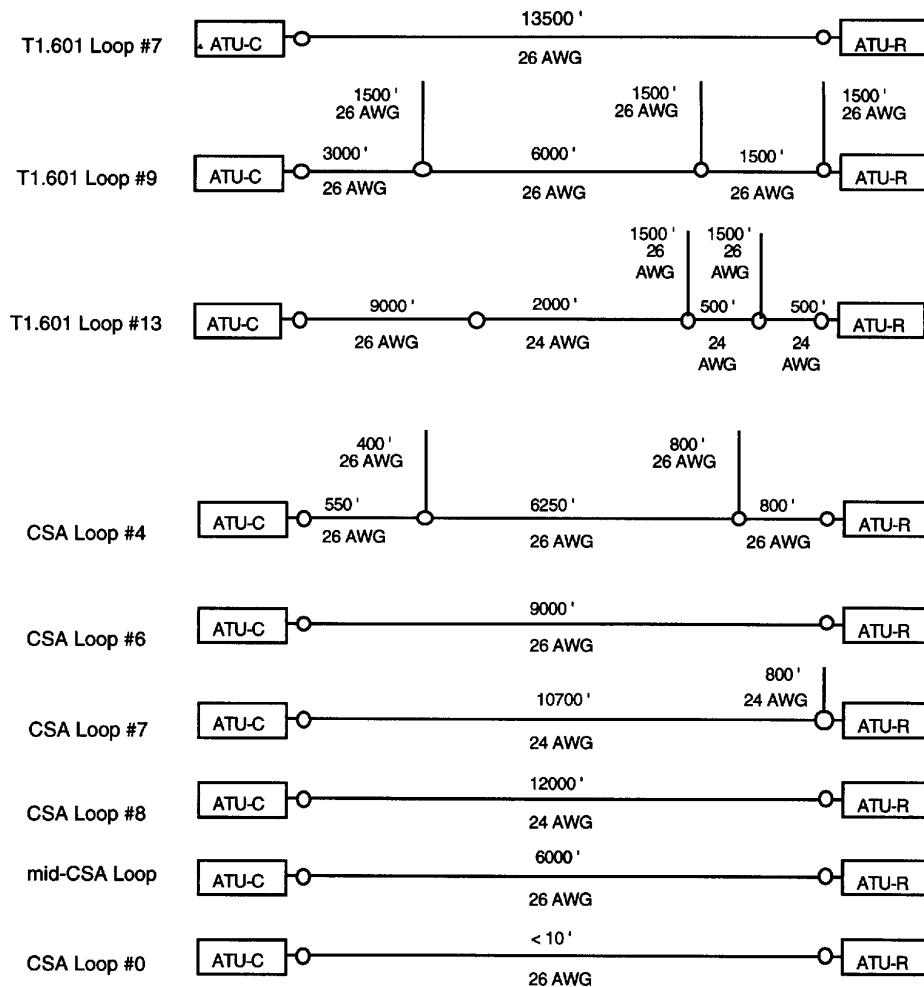 13500 '
T1.601 Loop #7 ATU-C ATU-R
26 AWG
1500 ' 1500 ' 1500 '
26 AWG 26 AWG 26 AWG
3000 ' 6000 ' 1500 '
T1.601 Loop #9 ATU-C ATU-R
26 AWG 26 AWG 26 AWG
1500 ' 1500 '
26 26
AWG AWG
9000 ' 2000 ' 500 ' 500 '
T1.601 Loop #13 ATU-C ATU-R
26 AWG 24 AWG 24 24
AWG AWG
400 ' 800 '
26 AWG 26 AWG
550 ' 6250 ' 800 '
CSA Loop #4 ATU-C ATU-R
26 AWG 26 AWG 26 AWG
9000 '
CSA Loop #6 ATU-C ATU-R
26 AWG
800 '
10700 ' 24 AWG
CSA Loop #7 ATU-C ATU-R
24 AWG
12000 '
CSA Loop #8 ATU-C ATU-R
24 AWG
6000 '
mid-CSA Loop ATU-C ATU-R
26 AWG
< 10 '
CSA Loop #0 ATU-C ATU-R
26 AWG